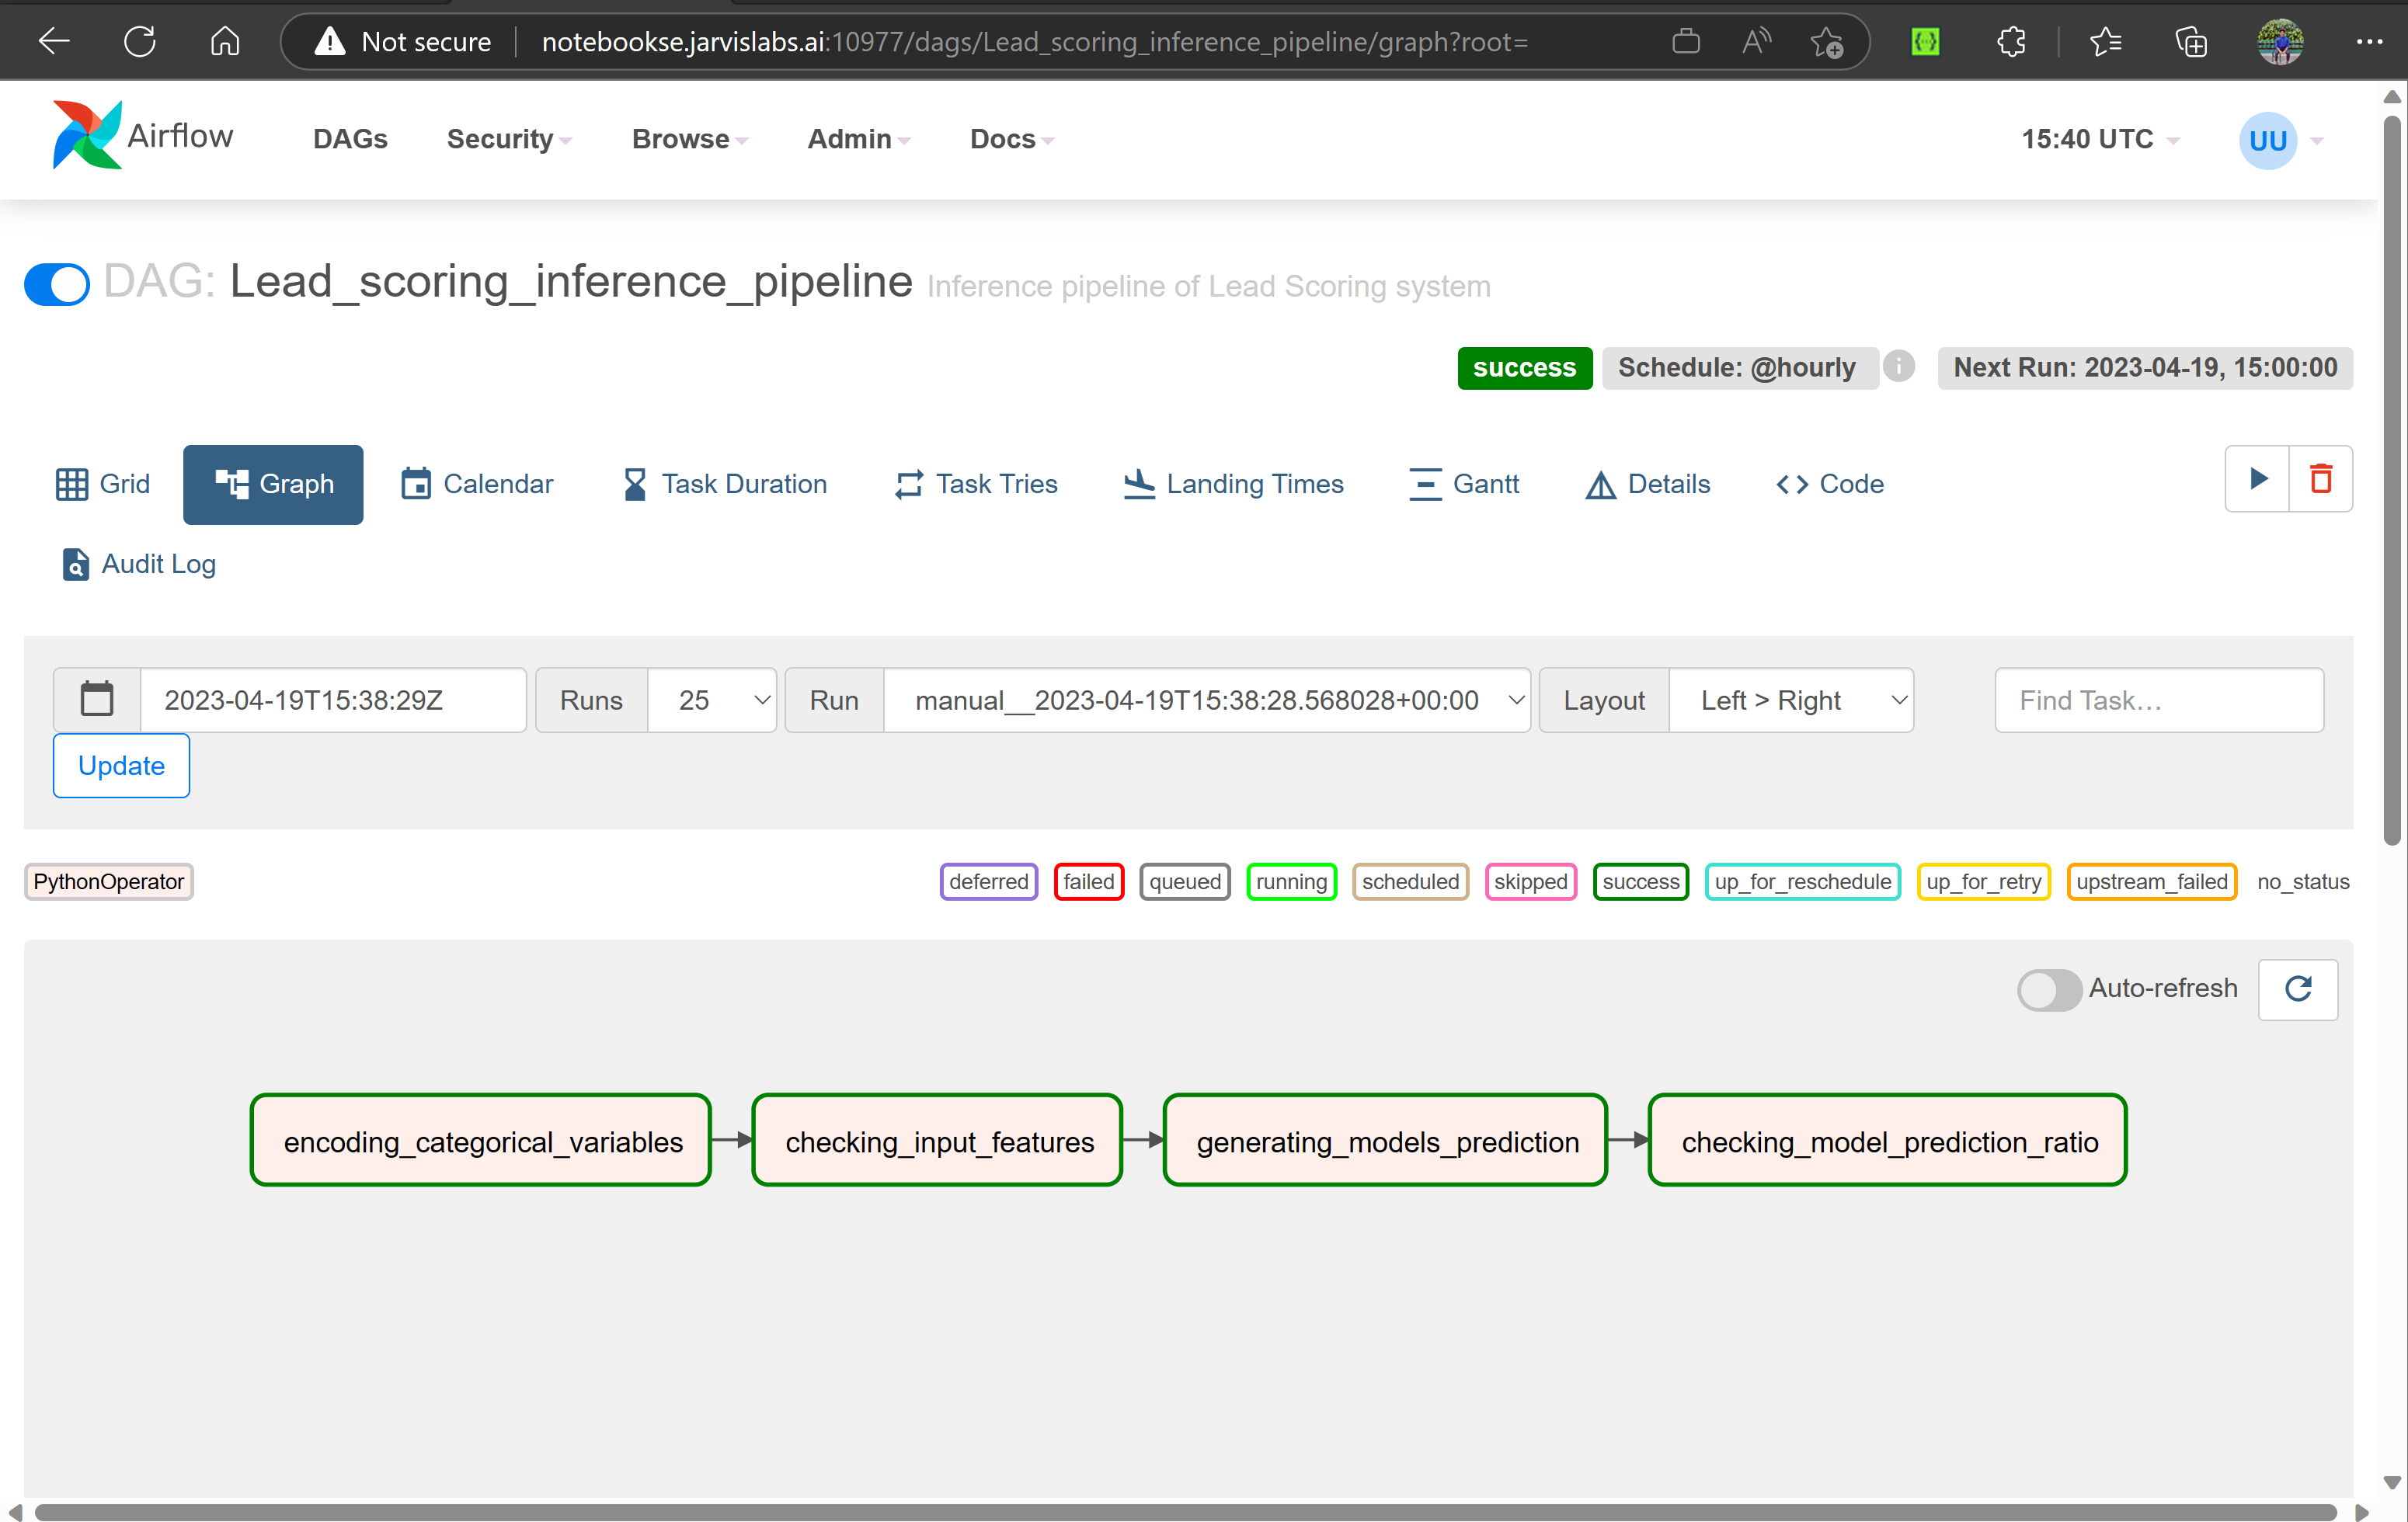 Not secure notebookse.jarvislabs.ai:10977/dags/Lead_scoring_inference_pipeline/graph?root=
Airflow DAGs Security Browse Admin Docs 15:40 UTC UU
DAG: Lead_scoring_inference_pipeline Inference pipeline of Lead Scoring system
success Schedule: @hourly i Next Run: 2023-04-19, 15:00:00
Grid Graph Calendar Task Duration Task Tries Landing Times Gantt Details Code
Audit Log
2023-04-19T15:38:29Z Runs 25 Run manual__2023-04-19T15:38:28.568028+00:00 Layout Left > Right Find Task…
Update
PythonOperator deferred failed queued running scheduled skipped success up_for_reschedule up_for_retry upstream_failed no_status
Auto-refresh
encoding_categorical_variables checking_input_features generating_models_prediction checking_model_prediction_ratio